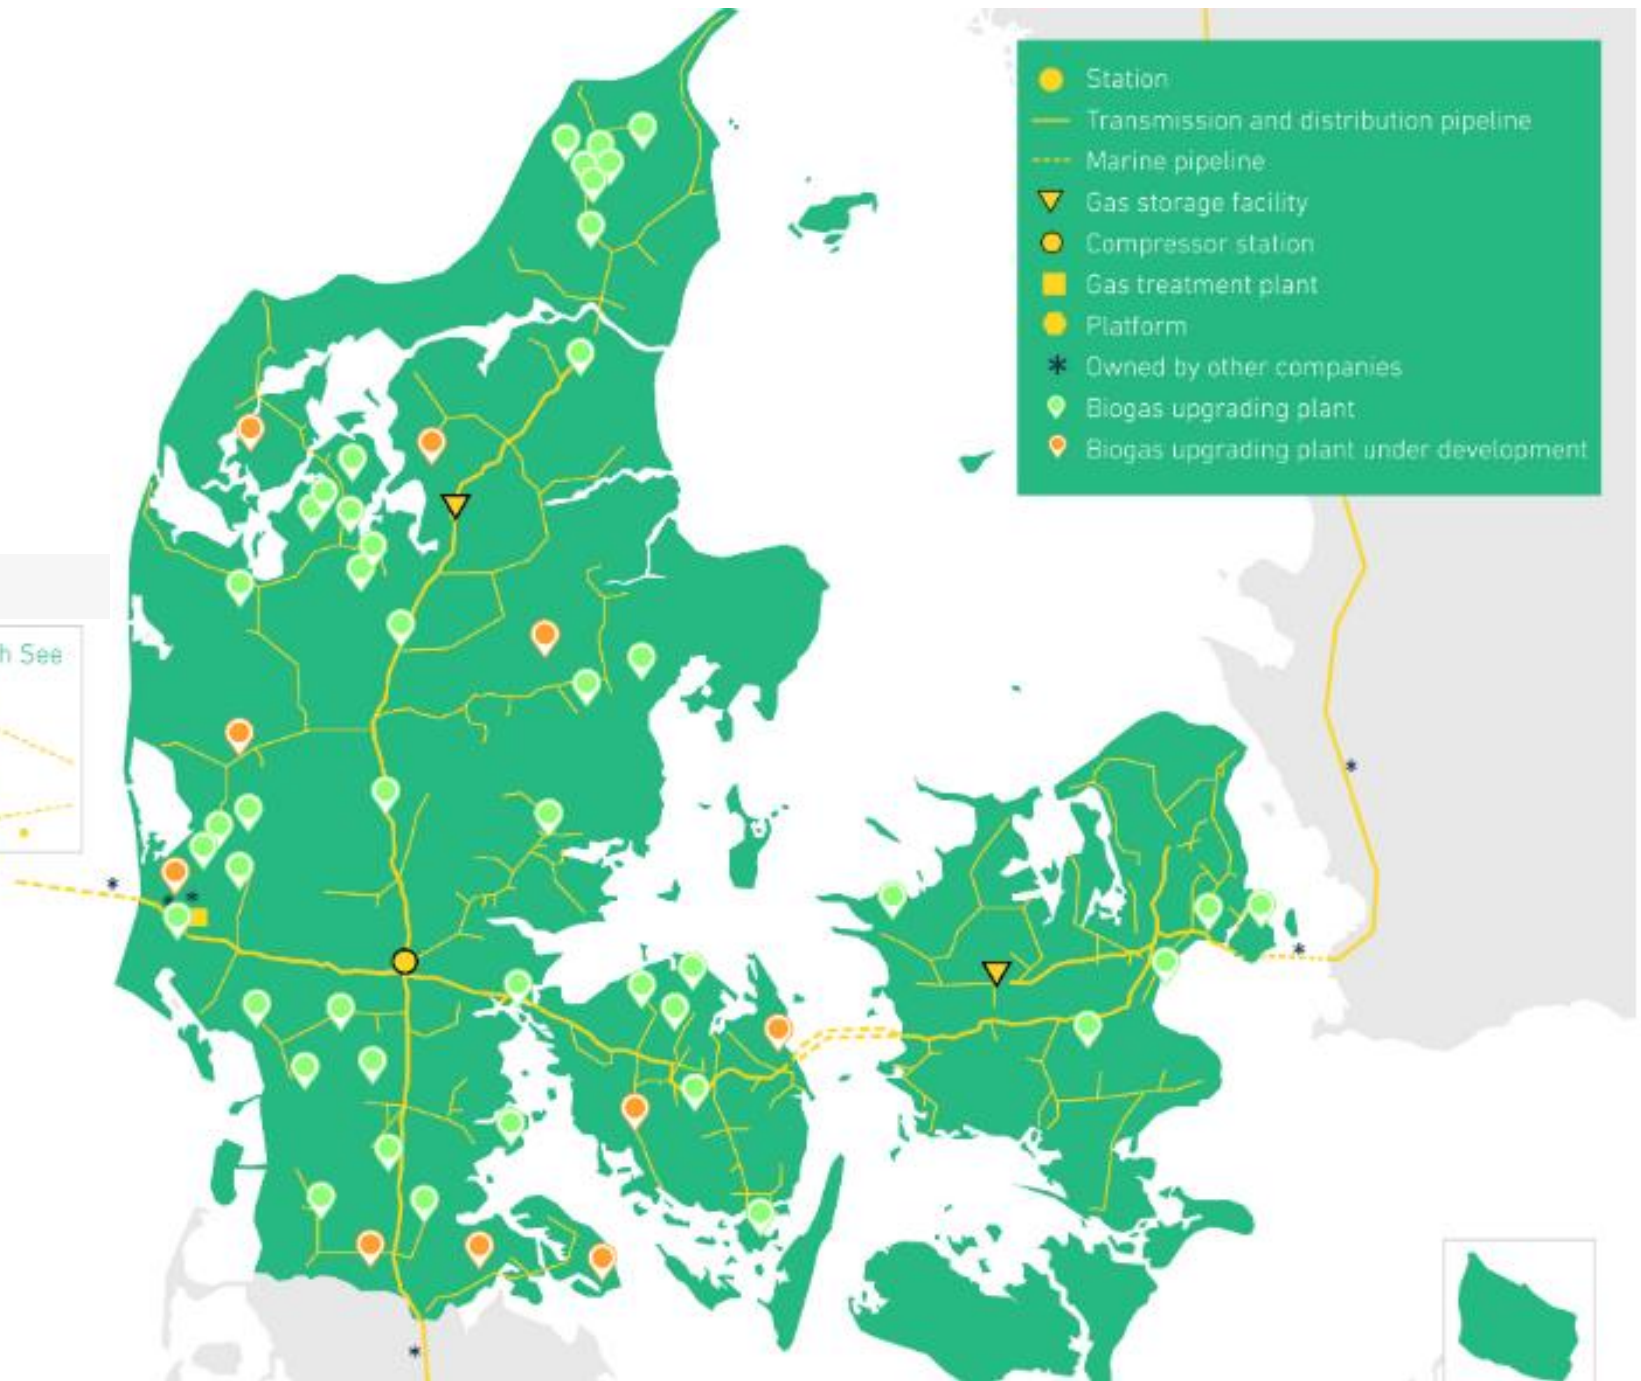 Station
Transmission and distribution pipeline
Marine pipeline
Gas storage facility
Compressor station
Gas treatment plant
Platform
Owned by other companies
Biogas upgrading plant
Biogas upgrading plant under development
h See